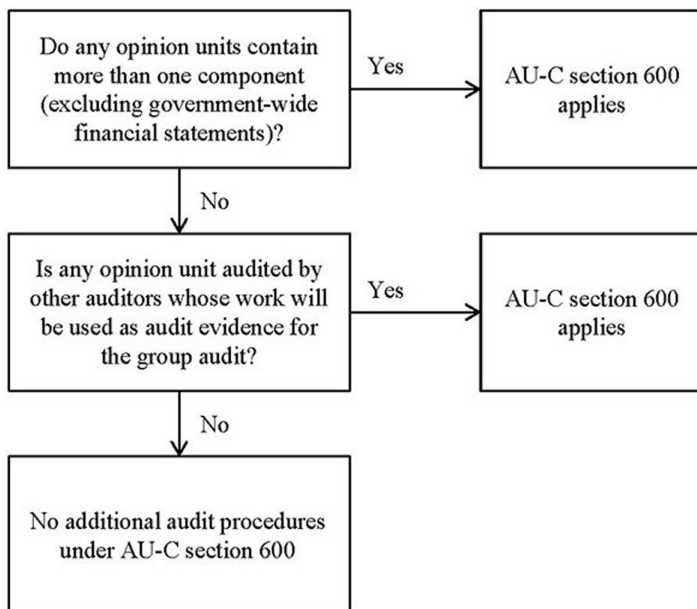 Do any opinion units contain
more than one component
(excluding government-wide
financial statements)?
Yes
AU-C section 600
applies
No
Is any opinion unit audited by
other auditors whose work will
be used as audit evidence for
the group audit?
Yes
AU-C section 600
applies
No
No additional audit procedures
under AU-C section 600